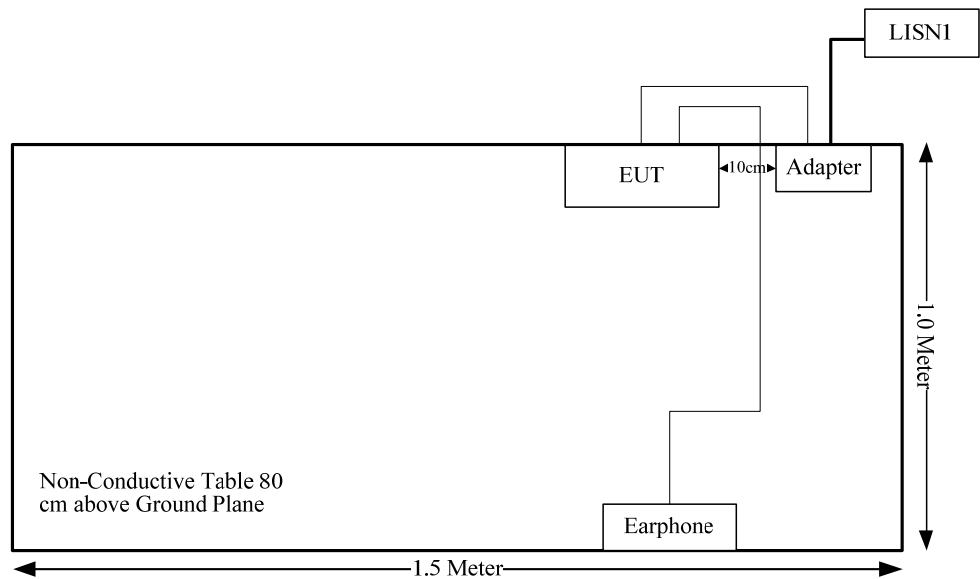 LISN1
EUT
10cm
Adapter
1.0 Meter
Non-Conductive Table 80
cm above Ground Plane
Earphone
1.5 Meter